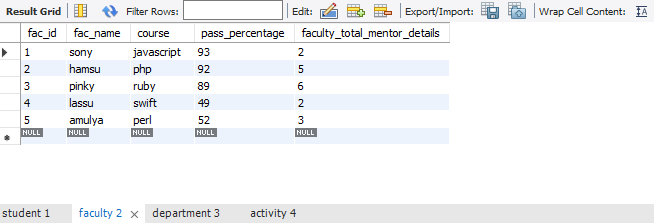 Result Grid Filter Rows: Edit: Export/Import: Wrap Cell Content: IA
fac_id fac_name course pass_percentage faculty_total_mentor_details
1 sony javascript 93 2
2 hamsu php 92 5
3 pinky ruby 89 6
4 lassu swift 49 2
5 amulya perl 52 3
NULL NULL NULL NULL NULL
student 1 faculty 2 × department 3 activity 4